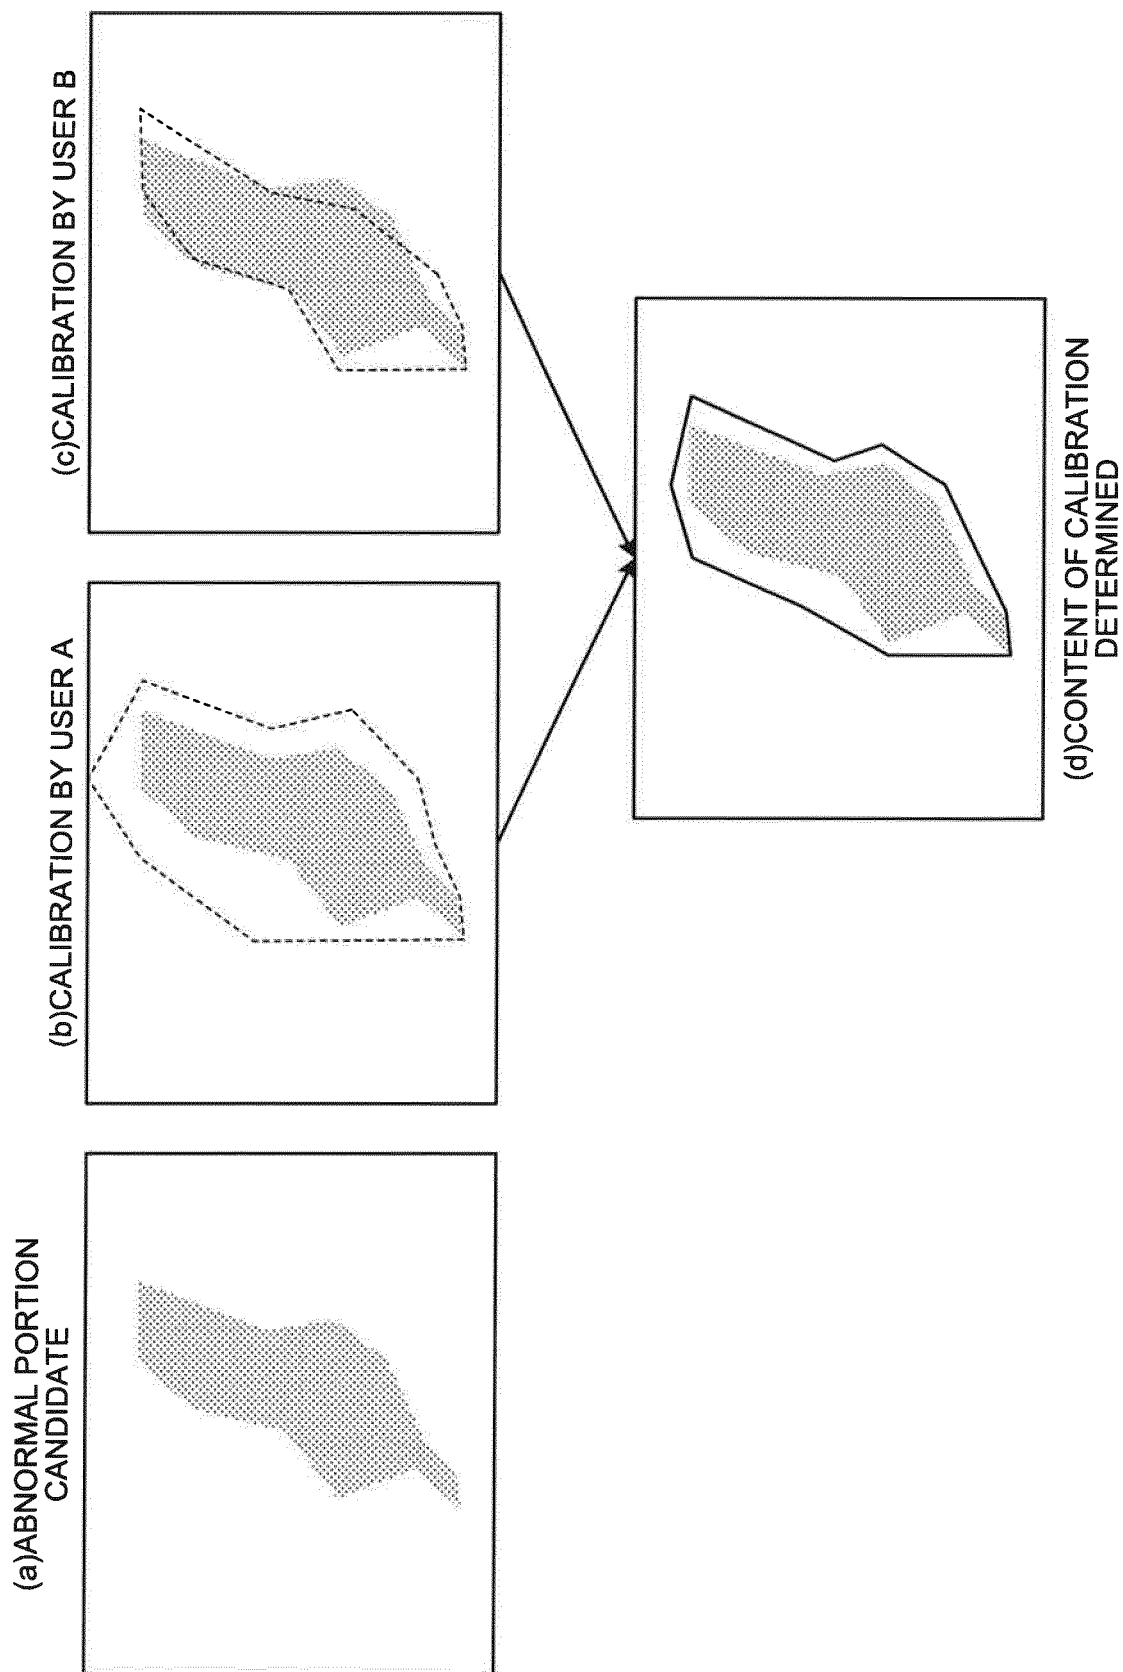 (a)ABNORMAL PORTION
CANDIDATE
(b)CALIBRATION BY USER A
(c)CALIBRATION BY USER B
(d)CONTENT OF CALIBRATION
DETERMINED